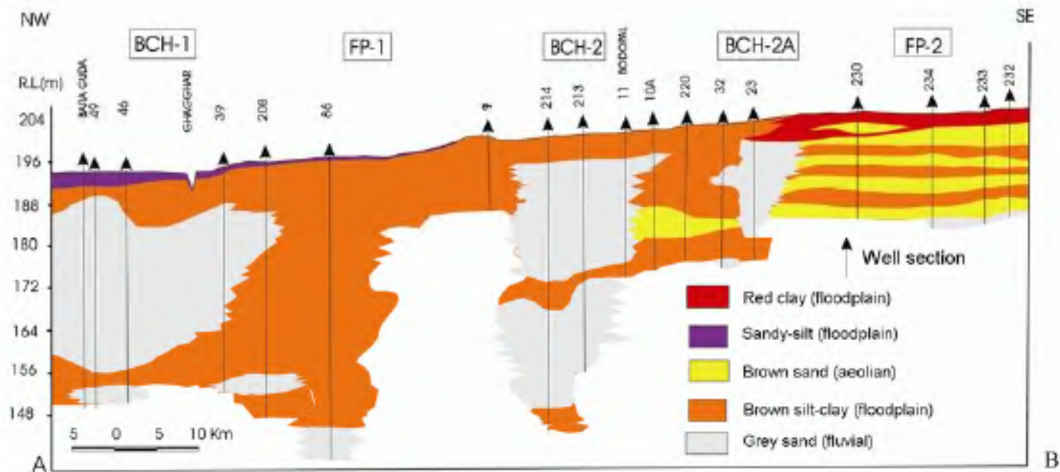 NW
SE
BCH-1
FP-1
BCH-2
BCH-2A
FP-2
R.L.(m)
49
46
GHAGGHAR
39
208
86
9
214
213
11 BODOPAL
10A
220
32
23
230
234
233
232
204
196
188
180
172
164
156
148
Well section
Red clay (floodplain)
Sandy-silt (floodplain)
Brown sand (aeolian)
Brown silt-clay (floodplain)
Grey sand (fluvial)
5 0 5 10 Km
A
B